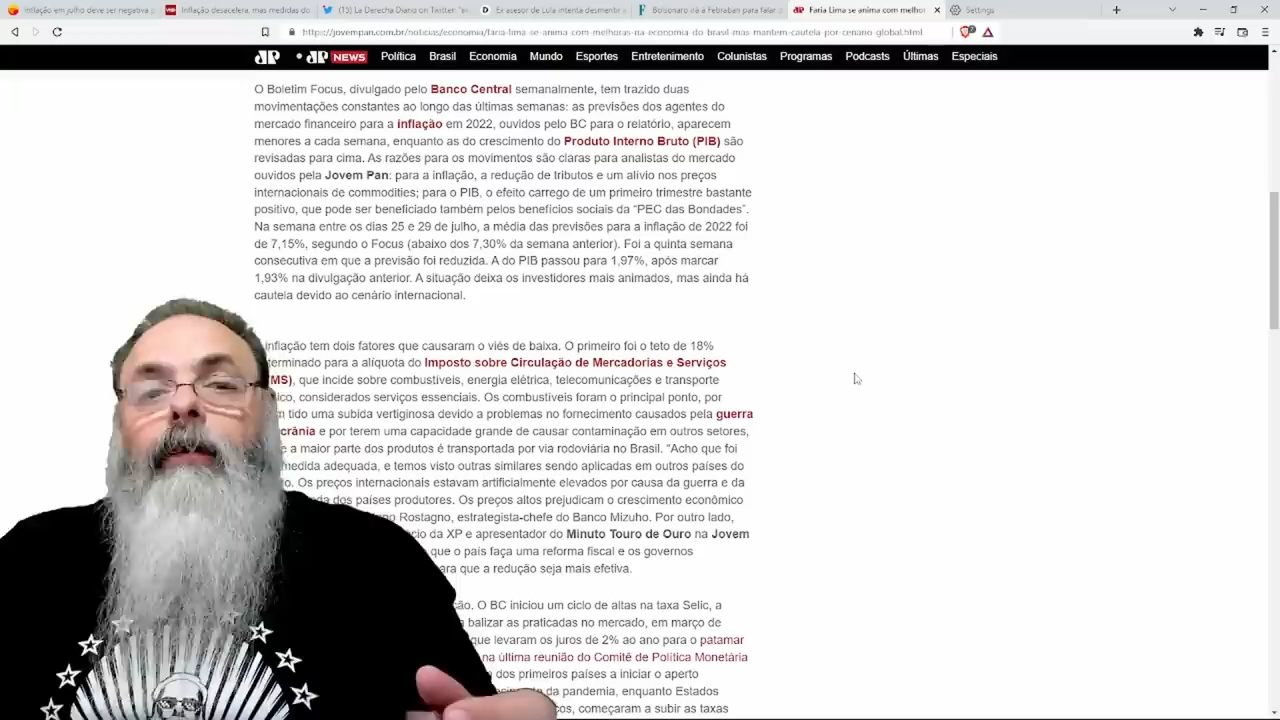 Inflação em julho deve ser negativa p
Inflação desacelera, mas medidas do
(15) La Derecha Diario on Twitter: "
Ex asesor de Lula intenta desmentir a
Bolsonaro irá à Febraban para falar
Faria Lima se anima com melhor
Settings
https://jovempan.com.br/noticias/economia/faria-lima-se-anima-com-melhoras-na-economia-do-brasil-mas-mantem-cautela-por-cenario-global.html
JP JP NEWS Política Brasil Economia Mundo Esportes Entretenimento Colunistas Programas Podcasts Últimas Especiais
O Boletim Focus, divulgado pelo Banco Central semanalmente, tem trazido duas
movimentações constantes ao longo das últimas semanas: as previsões dos agentes do
mercado financeiro para a inflação em 2022, ouvidos pelo BC para o relatório, aparecem
menores a cada semana, enquanto as do crescimento do Produto Interno Bruto (PIB) são
revisadas para cima. As razões para os movimentos são claras para analistas do mercado
ouvidos pela Jovem Pan: para a inflação, a redução de tributos e um alívio nos preços
internacionais de commodities; para o PIB, o efeito carrego de um primeiro trimestre bastante
positivo, que pode ser beneficiado também pelos benefícios sociais da “PEC das Bondades”.
Na semana entre os dias 25 e 29 de julho, a média das previsões para a inflação de 2022 foi
de 7,15%, segundo o Focus (abaixo dos 7,30% da semana anterior). Foi a quinta semana
consecutiva em que a previsão foi reduzida. A do PIB passou para 1,97%, após marcar
1,93% na divulgação anterior. A situação deixa os investidores mais animados, mas ainda há
cautela devido ao cenário internacional.
inflação tem dois fatores que causaram o viés de baixa. O primeiro foi o teto de 18%
terminado para a alíquota do Imposto sobre Circulação de Mercadorias e Serviços
MS), que incide sobre combustíveis, energia elétrica, telecomunicações e transporte
ico, considerados serviços essenciais. Os combustíveis foram o principal ponto, por
m tido uma subida vertiginosa devido a problemas no fornecimento causados pela guerra
crânia e por terem uma capacidade grande de causar contaminação em outros setores,
e a maior parte dos produtos é transportada por via rodoviária no Brasil. “Acho que foi
medida adequada, e temos visto outras similares sendo aplicadas em outros países do
o. Os preços internacionais estavam artificialmente elevados por causa da guerra e da
da dos países produtores. Os preços altos prejudicam o crescimento econômico
no Rostagno, estrategista-chefe do Banco Mizuho. Por outro lado,
cio da XP e apresentador do Minuto Touro de Ouro na Jovem
que o país faça uma reforma fiscal e os governos
ara que a redução seja mais efetiva.
ção. O BC iniciou um ciclo de altas na taxa Selic, a
balizar as praticadas no mercado, em março de
que levaram os juros de 2% ao ano para o patamar
na última reunião do Comitê de Política Monetária
dos primeiros países a iniciar o aperto
da pandemia, enquanto Estados
cos, começaram a subir as taxas